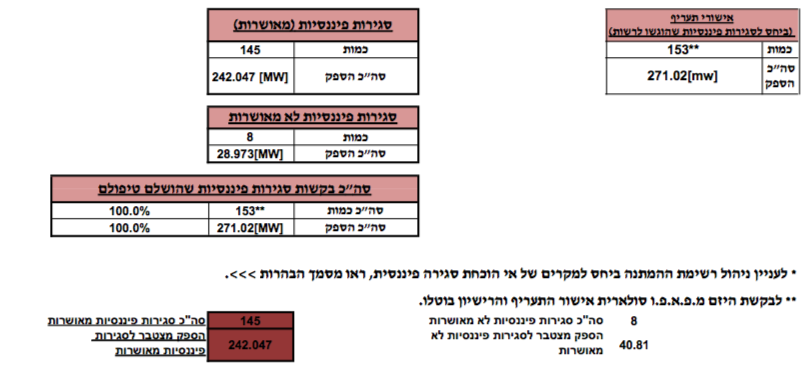 אישורי תעריף
(ביחס לסגירות פיננסיות שהוגשו לרשות)
כמות 153**
סה"כ הספק 271.02[mw]
סגירות פיננסיות (מאושרות)
כמות 145
סה"כ הספק 242.047 [MW]
סגירות פיננסיות לא מאושרות
כמות 8
סה"כ הספק 28.973[MW]
סה"כ בקשות סגירות פיננסיות שהושלם טיפולם
סה"כ כמות 153** 100.0%
סה"כ הספק 271.02[MW] 100.0%
* לעניין ניהול רשימת ההמתנה ביחס למקרים של אי הוכחת סגירה פיננסית, ראו מסמך הבהרות >>>.
** לבקשת היזם מ.פ.א.פ.ו סולארית אישור התעריף והרישיון בוטלו.
8 סה"כ סגירות פיננסיות לא מאושרות
40.81 הספק מצטבר לסגירות פיננסיות לא
מאושרות
145 סה"כ סגירות פיננסיות מאושרות
242.047 הספק מצטבר לסגירות
פיננסיות מאושרות